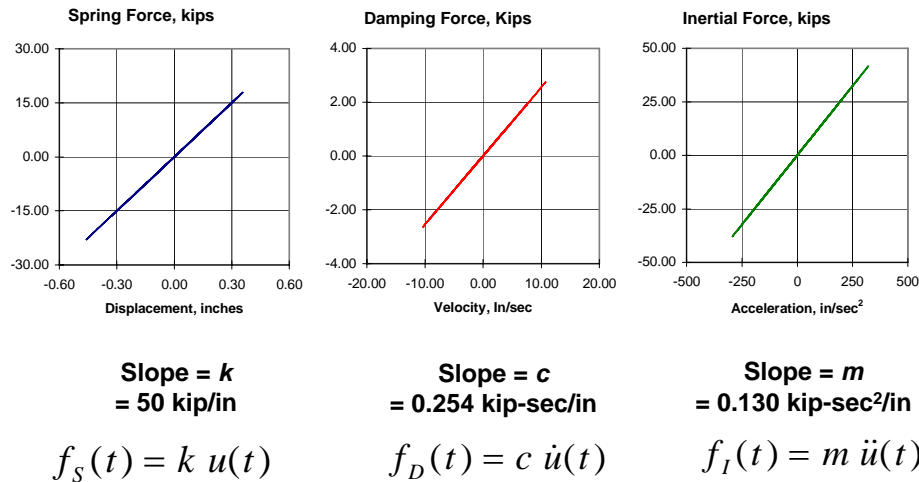 Spring Force, kips
30.00
15.00
0.00
-15.00
-30.00
-0.60 -0.30 0.00 0.30 0.60
Displacement, inches
Slope = k
= 50 kip/in
f_S(t) = k u(t)
Damping Force, Kips
4.00
2.00
0.00
-2.00
-4.00
-20.00 -10.00 0.00 10.00 20.00
Velocity, In/sec
Slope = c
= 0.254 kip-sec/in
f_D(t) = c u̇(t)
Inertial Force, kips
50.00
25.00
0.00
-25.00
-50.00
-500 -250 0 250 500
Acceleration, in/sec²
Slope = m
= 0.130 kip-sec²/in
f_I(t) = m ü(t)